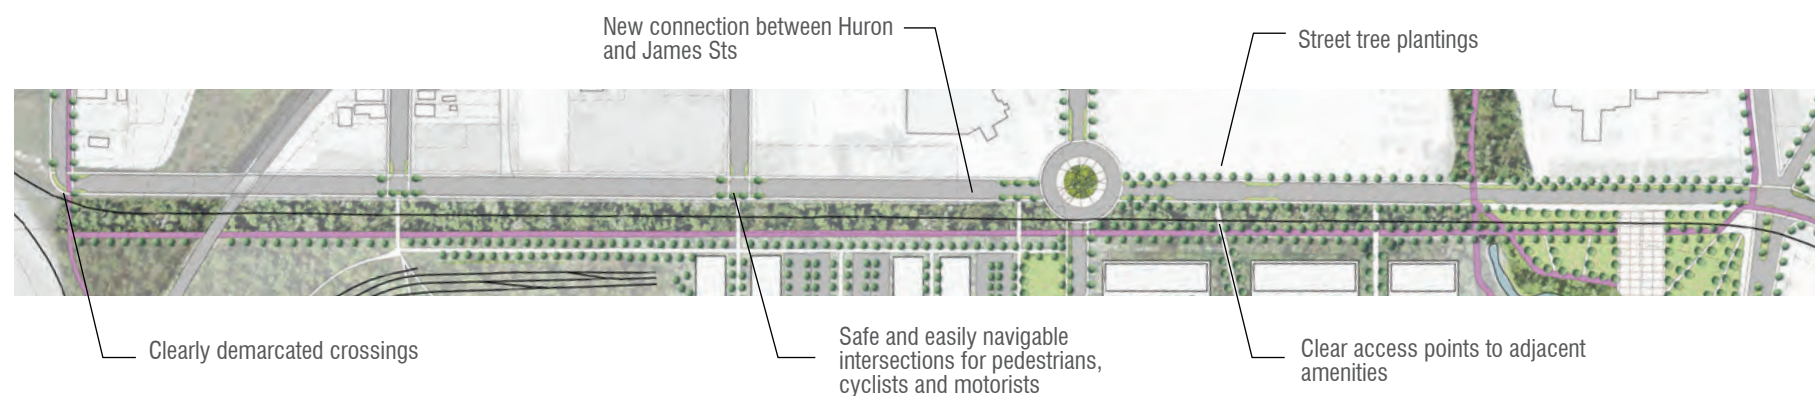 New connection between Huron
and James Sts
Street tree plantings
Clearly demarcated crossings
Safe and easily navigable
intersections for pedestrians,
cyclists and motorists
Clear access points to adjacent
amenities